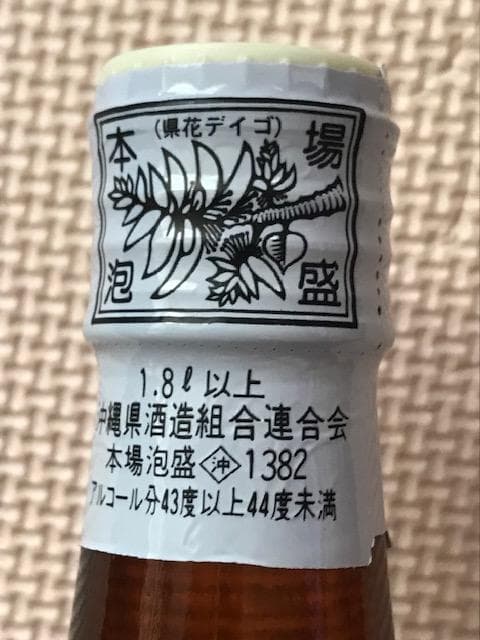 (県花デイゴ)
本場
泡盛
1.8ℓ以上
沖縄県酒造組合連合会
本場泡盛 沖 1382
アルコール分43度以上44度未満